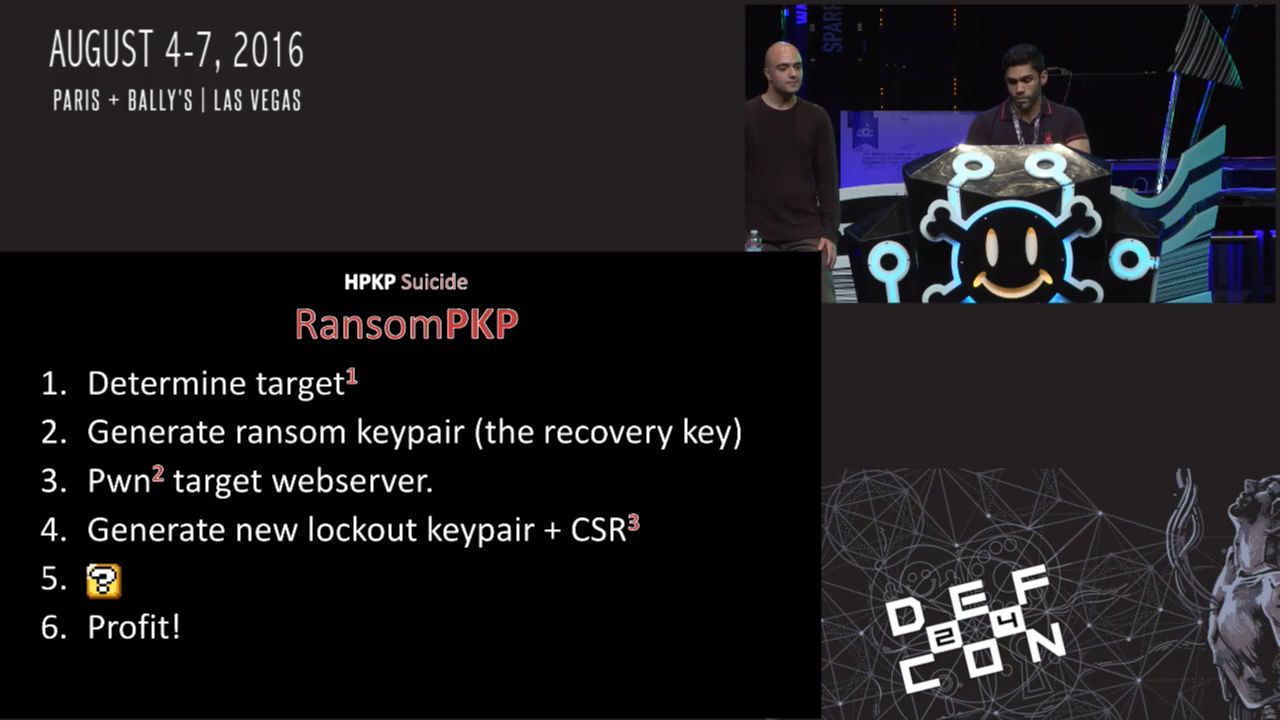 AUGUST 4-7, 2016
PARIS + BALLY'S | LAS VEGAS
HPKP Suicide
RansomPKP
1. Determine target1
2. Generate ransom keypair (the recovery key)
3. Pwn2 target webserver.
4. Generate new lockout keypair + CSR3
5. ?
6. Profit!
DEF
24
CON